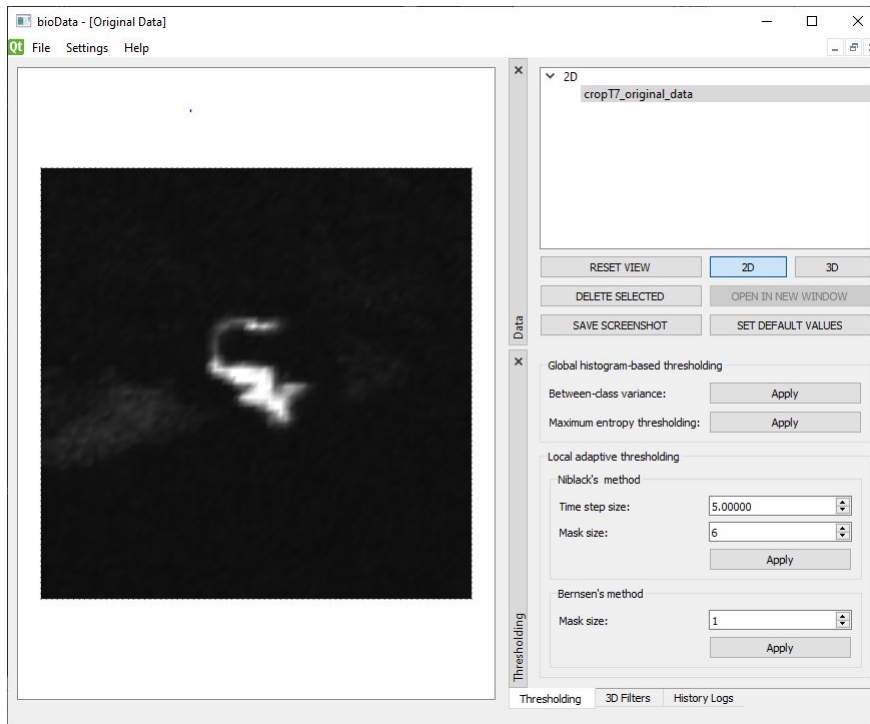 bioData - [Original Data]
Qt File Settings Help
2D
cropT7_original_data
RESET VIEW 2D 3D
DELETE SELECTED OPEN IN NEW WINDOW
SAVE SCREENSHOT SET DEFAULT VALUES
Data
Global histogram-based thresholding
Between-class variance: Apply
Maximum entropy thresholding: Apply
Local adaptive thresholding
Niblack's method
Time step size: 5.00000
Mask size: 6
Apply
Bernsen's method
Mask size: 1
Apply
Thresholding
Thresholding 3D Filters History Logs